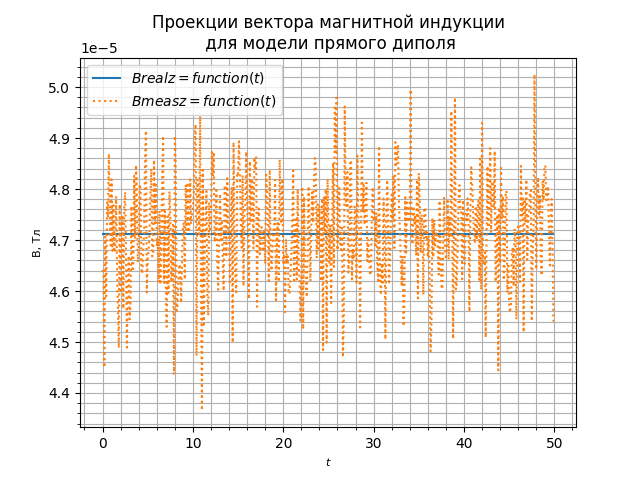 Проекции вектора магнитной индукции
для модели прямого диполя
1e−5
Brealz = function(t)
Bmeasz = function(t)
5.0
4.9
4.8
4.7
4.6
4.5
4.4
В, Тл
0 10 20 30 40 50
t